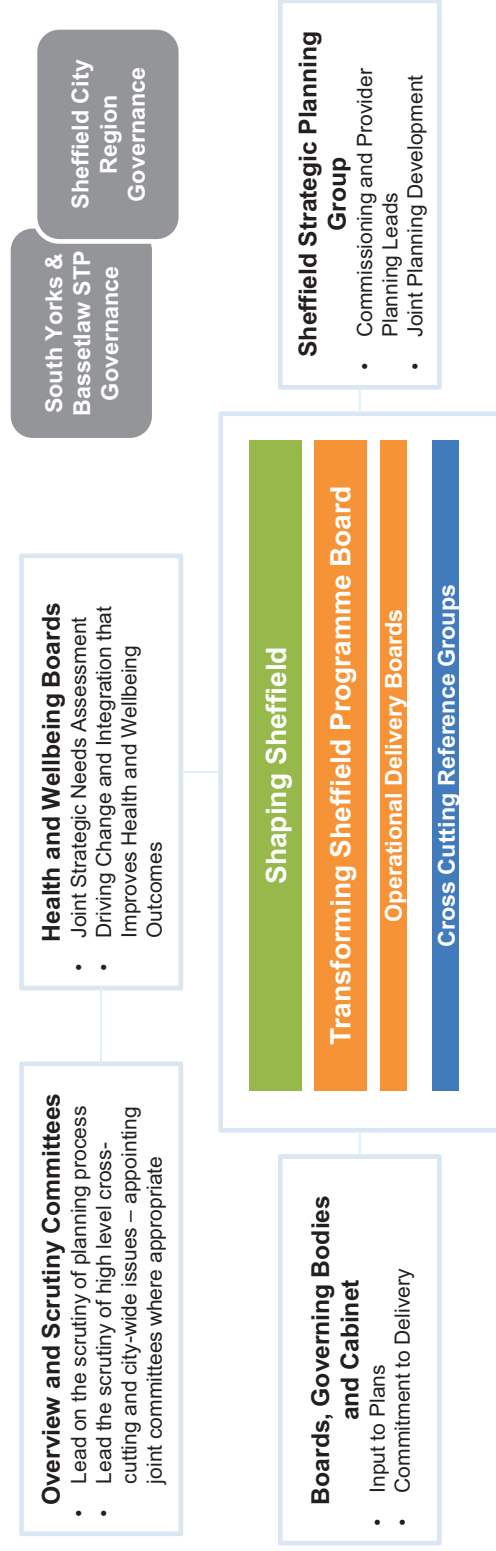 Overview and Scrutiny Committees
• Lead on the scrutiny of planning process
• Lead the scrutiny of high level cross-
cutting and city-wide issues – appointing
joint committees where appropriate
Health and Wellbeing Boards
• Joint Strategic Needs Assessment
• Driving Change and Integration that
Improves Health and Wellbeing
Outcomes
South Yorks &
Bassetlaw STP
Governance
Sheffield City
Region
Governance
Boards, Governing Bodies
and Cabinet
• Input to Plans
• Commitment to Delivery
Shaping Sheffield
Transforming Sheffield Programme Board
Operational Delivery Boards
Cross Cutting Reference Groups
Sheffield Strategic Planning
Group
• Commissioning and Provider
Planning Leads
• Joint Planning Development